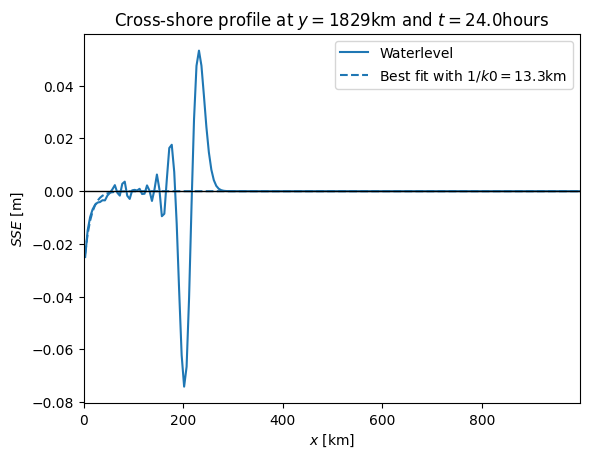 Cross-shore profile at y = 1829km and t = 24.0hours
Waterlevel
Best fit with 1/k0 = 13.3km
0.04
0.02
0.00
−0.02
−0.04
−0.06
−0.08
SSE [m]
0
200
400
600
800
x [km]